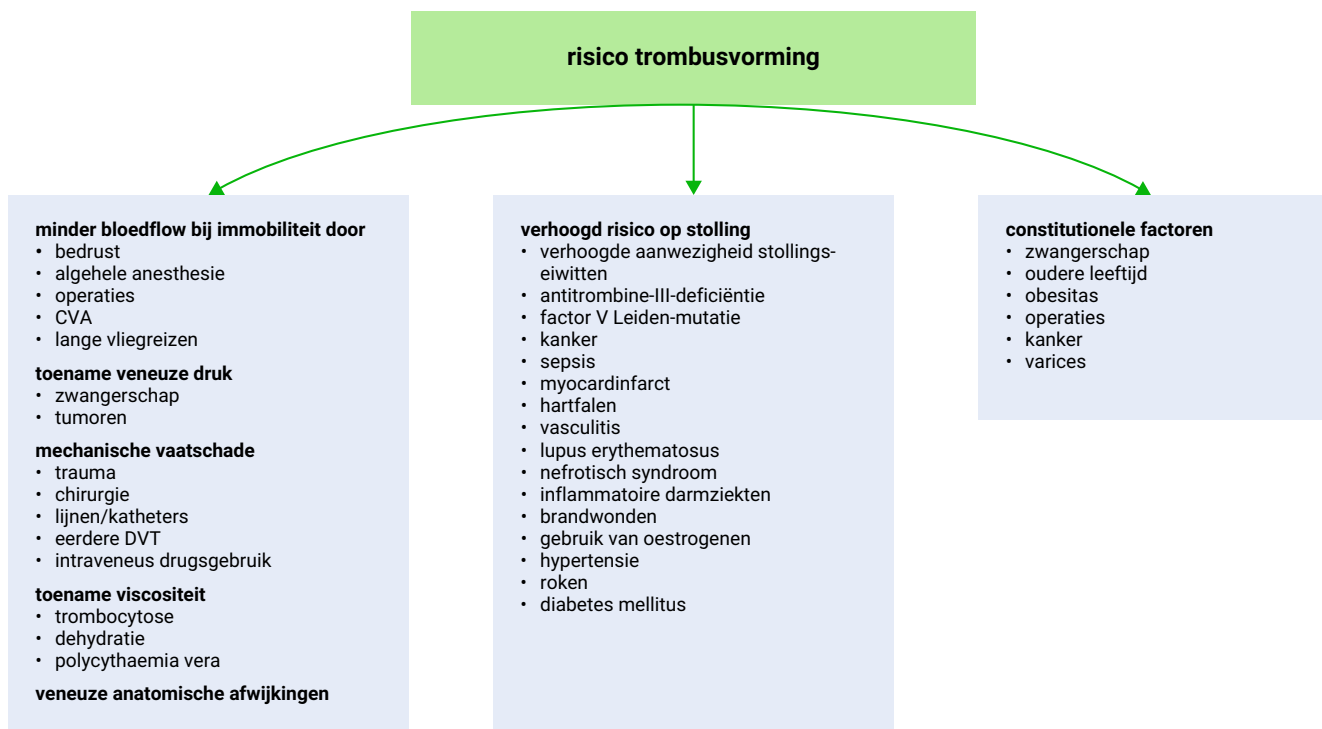 risico trombusvorming
minder bloedflow bij immobiliteit door
• bedrust
• algehele anesthesie
• operaties
• CVA
• lange vliegreizen
toename veneuze druk
• zwangerschap
• tumoren
mechanische vaatschade
• trauma
• chirurgie
• lijnen/katheters
• eerdere DVT
• intraveneus drugsgebruik
toename viscositeit
• trombocytose
• dehydratie
• polycythaemia vera
veneuze anatomische afwijkingen
verhoogd risico op stolling
• verhoogde aanwezigheid stollings-
eiwitten
• antitrombine-III-deficiëntie
• factor V Leiden-mutatie
• kanker
• sepsis
• myocardinfarct
• hartfalen
• vasculitis
• lupus erythematosus
• nefrotisch syndroom
• inflammatoire darmziekten
• brandwonden
• gebruik van oestrogenen
• hypertensie
• roken
• diabetes mellitus
constitutionele factoren
• zwangerschap
• oudere leeftijd
• obesitas
• operaties
• kanker
• varices